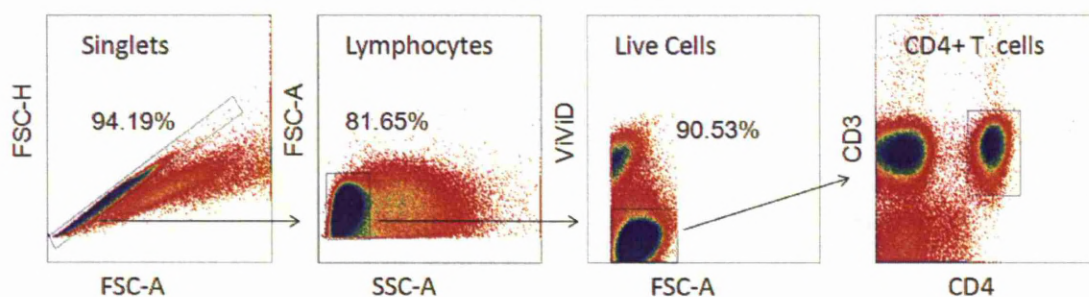 Singlets
FSC-H
94.19%
FSC-A
Lymphocytes
FSC-A
81.65%
SSC-A
Live Cells
ViViD
90.53%
FSC-A
CD4+ T cells
CD3
CD4